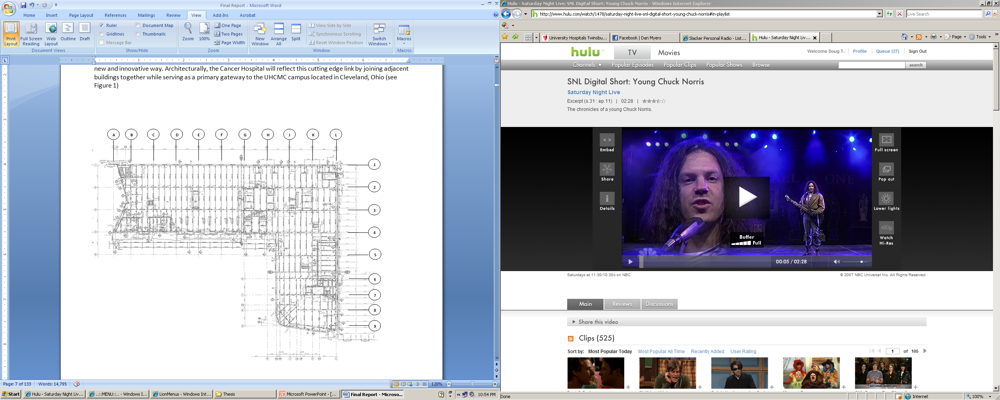 Final Report - Microsoft Word
Home Insert Page Layout References Mailings Review View Add-Ins Acrobat
Print Layout
Full Screen Reading
Web Layout
Outline
Draft
Document Views
Ruler
Gridlines
Message Bar
Document Map
Thumbnails
Show/Hide
Zoom
100%
One Page
Two Pages
Page Width
Zoom
New Window
Arrange All
Split
View Side by Side
Synchronous Scrolling
Reset Window Position
Window
Switch Windows
Macros
Macros
new and innovative way. Architecturally, the Cancer Hospital will reflect this cutting edge link by joining adjacent
buildings together while serving as a primary gateway to the UHCMC campus located in Cleveland, Ohio (see
Figure 1)
A B C D E F G H J K L
1
2
3
4
5
6
7
8
9
Page: 7 of 133 Words: 14,795 120%
Start Hulu - Saturday Night Liv... ..::MENU::.. - Windows I... LionMenus - Windows Int... Thesis Microsoft PowerPoint - [... Final Report - Microso... 10:54 PM
Hulu - Saturday Night Live: SNL Digital Short: Young Chuck Norris - Windows Internet Explorer
http://www.hulu.com/watch/1478/saturday-night-live-snl-digital-short-young-chuck-norris#in-playlist
Live Search
University Hospitals Twinsbu... Facebook | Dan Myers Slacker Personal Radio - List... Hulu - Saturday Night Liv... Page Tools
hulu TV Movies
Welcome Doug T. | Profile | Queue (27) | Sign Out
Channels Popular Episodes Popular Clips Popular Shows Browse search
SNL Digital Short: Young Chuck Norris
Saturday Night Live
Excerpt (s.31 : ep.11) | 02:28 |
The chronicles of a young Chuck Norris.
Embed
Share
Details
Full screen
Pop out
Lower lights
480p
Watch Hi-Res
Buffer
Full
00:05 / 02:28
Saturdays at 11:30/10:30c on NBC
© 2007 NBC Universal Inc. All Rights Reserved.
Main Reviews Discussions
Share this video
Clips (525)
Sort by: Most Popular Today Most Popular All Time Recently Added User Rating
1 of 105
SATURDAY NIGHT LIVE
Done Internet 100%